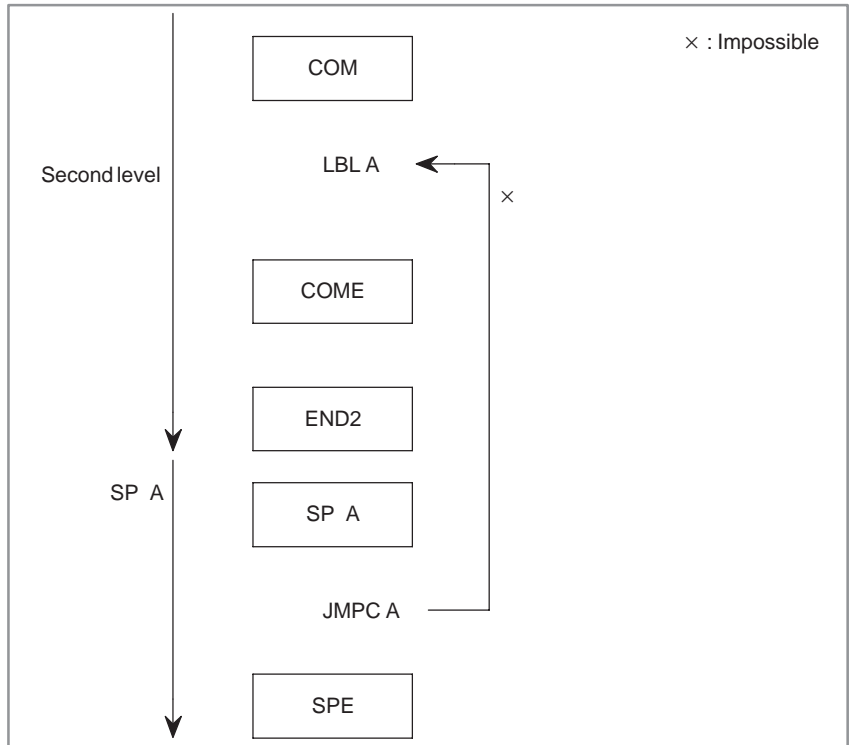 COM
× : Impossible
Second level
LBL A
×
COME
END2
SP A
SP A
JMPC A
SPE